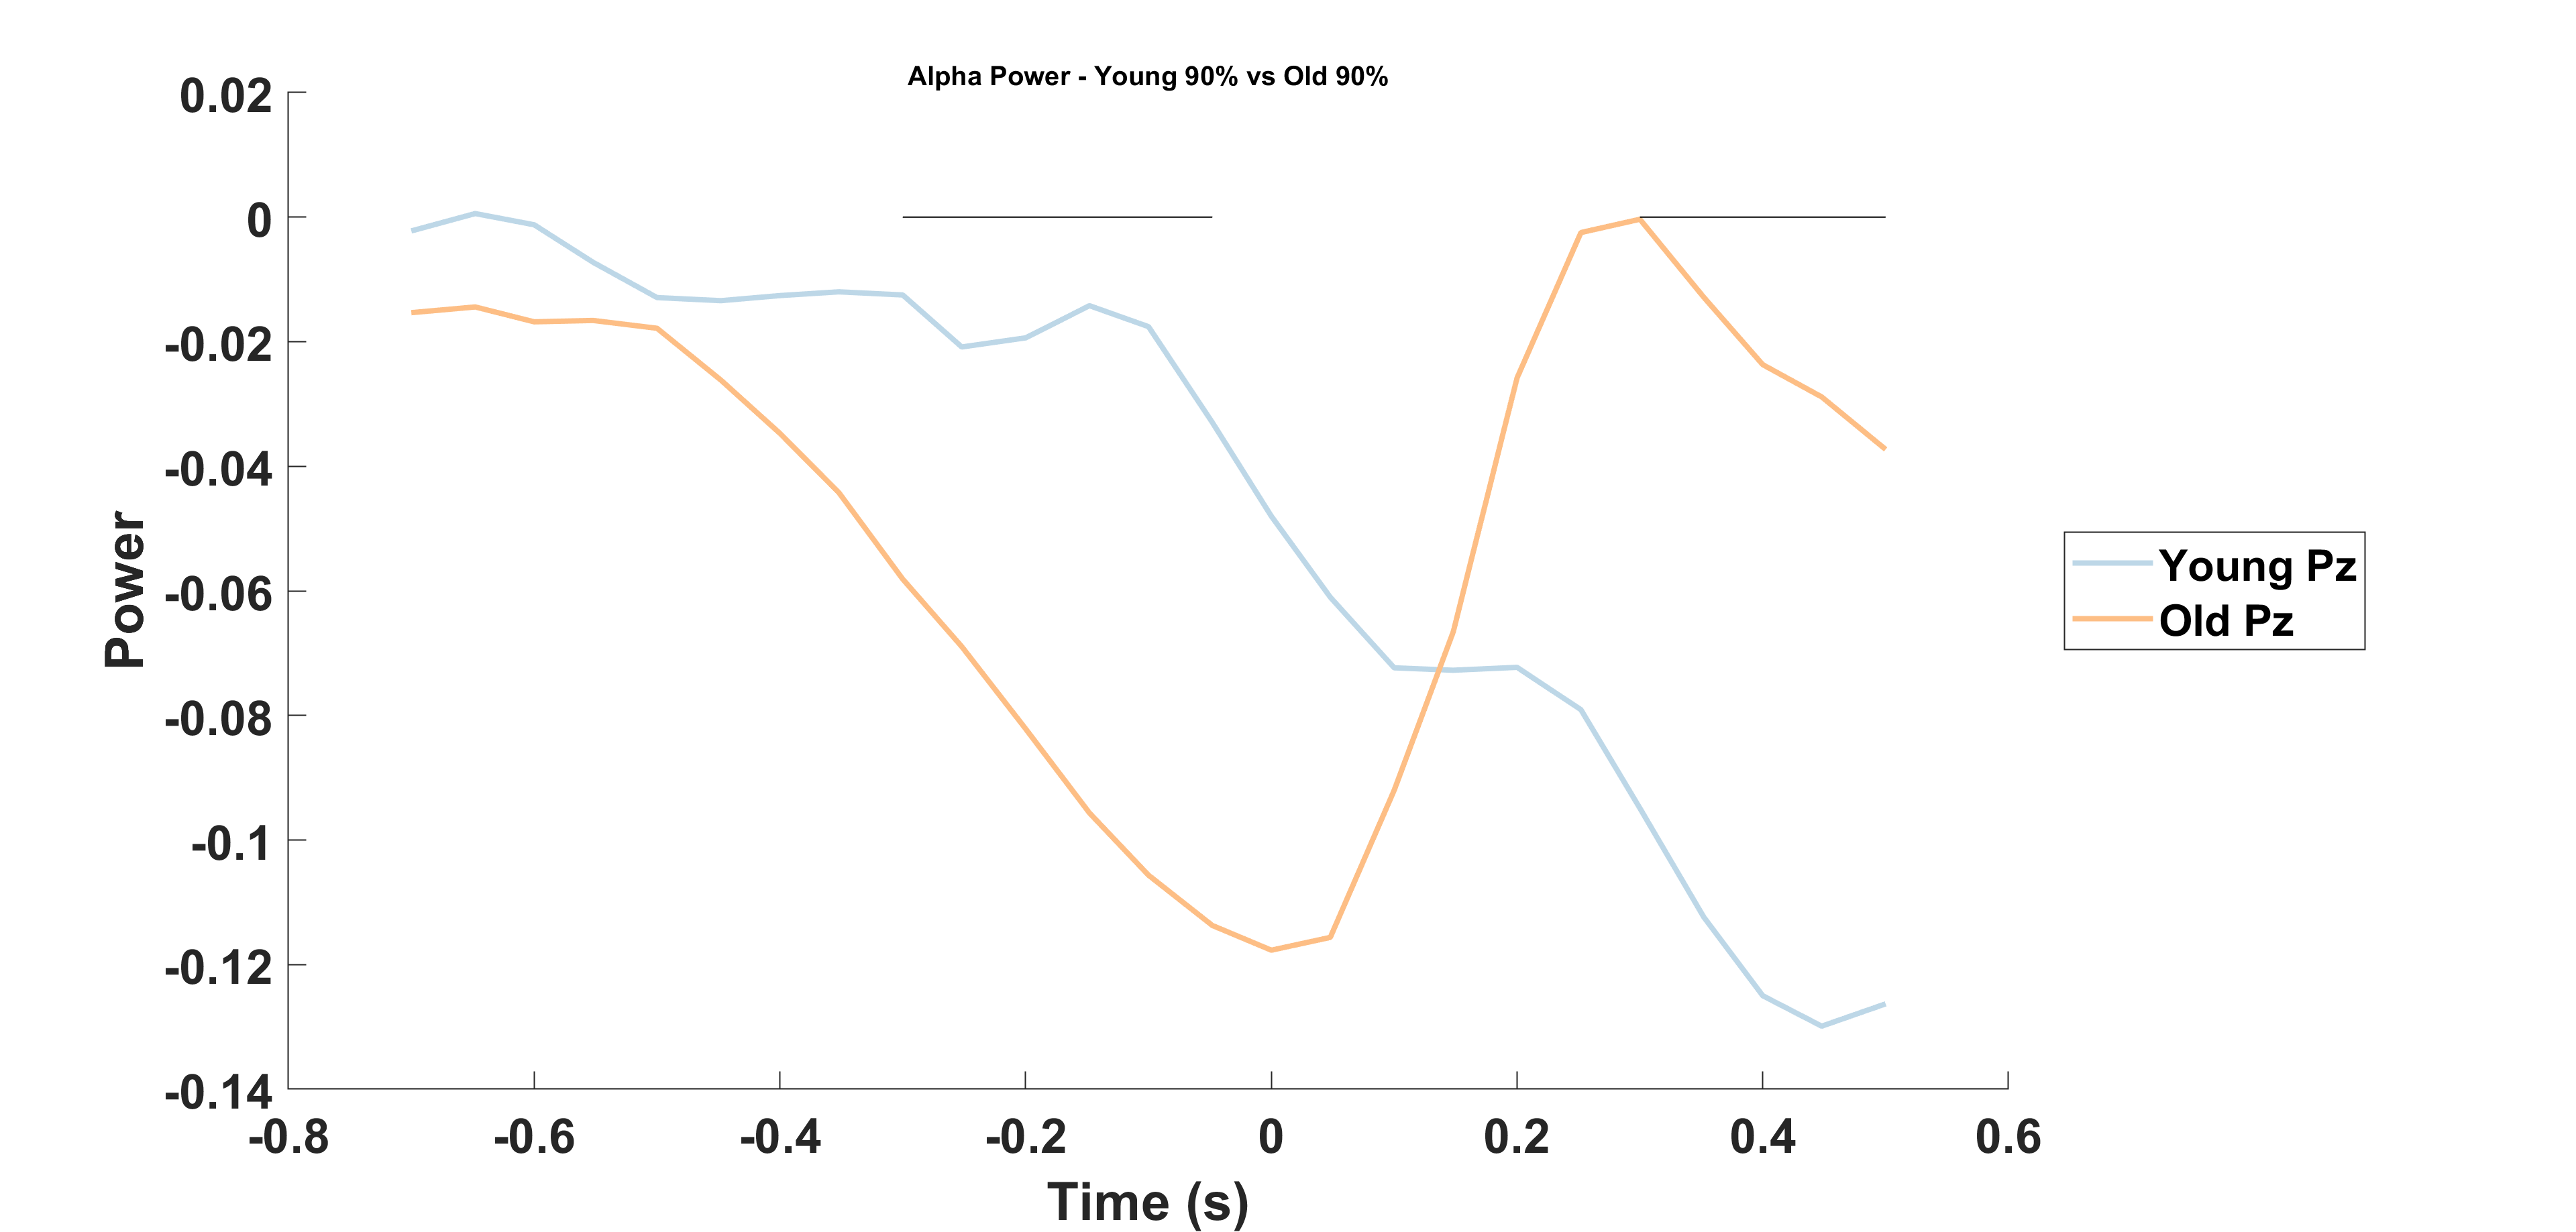 Alpha Power - Young 90% vs Old 90%
0.02
0
-0.02
-0.04
-0.06
-0.08
-0.1
-0.12
-0.14
Power
-0.8 -0.6 -0.4 -0.2 0 0.2 0.4 0.6
Time (s)
Young Pz
Old Pz